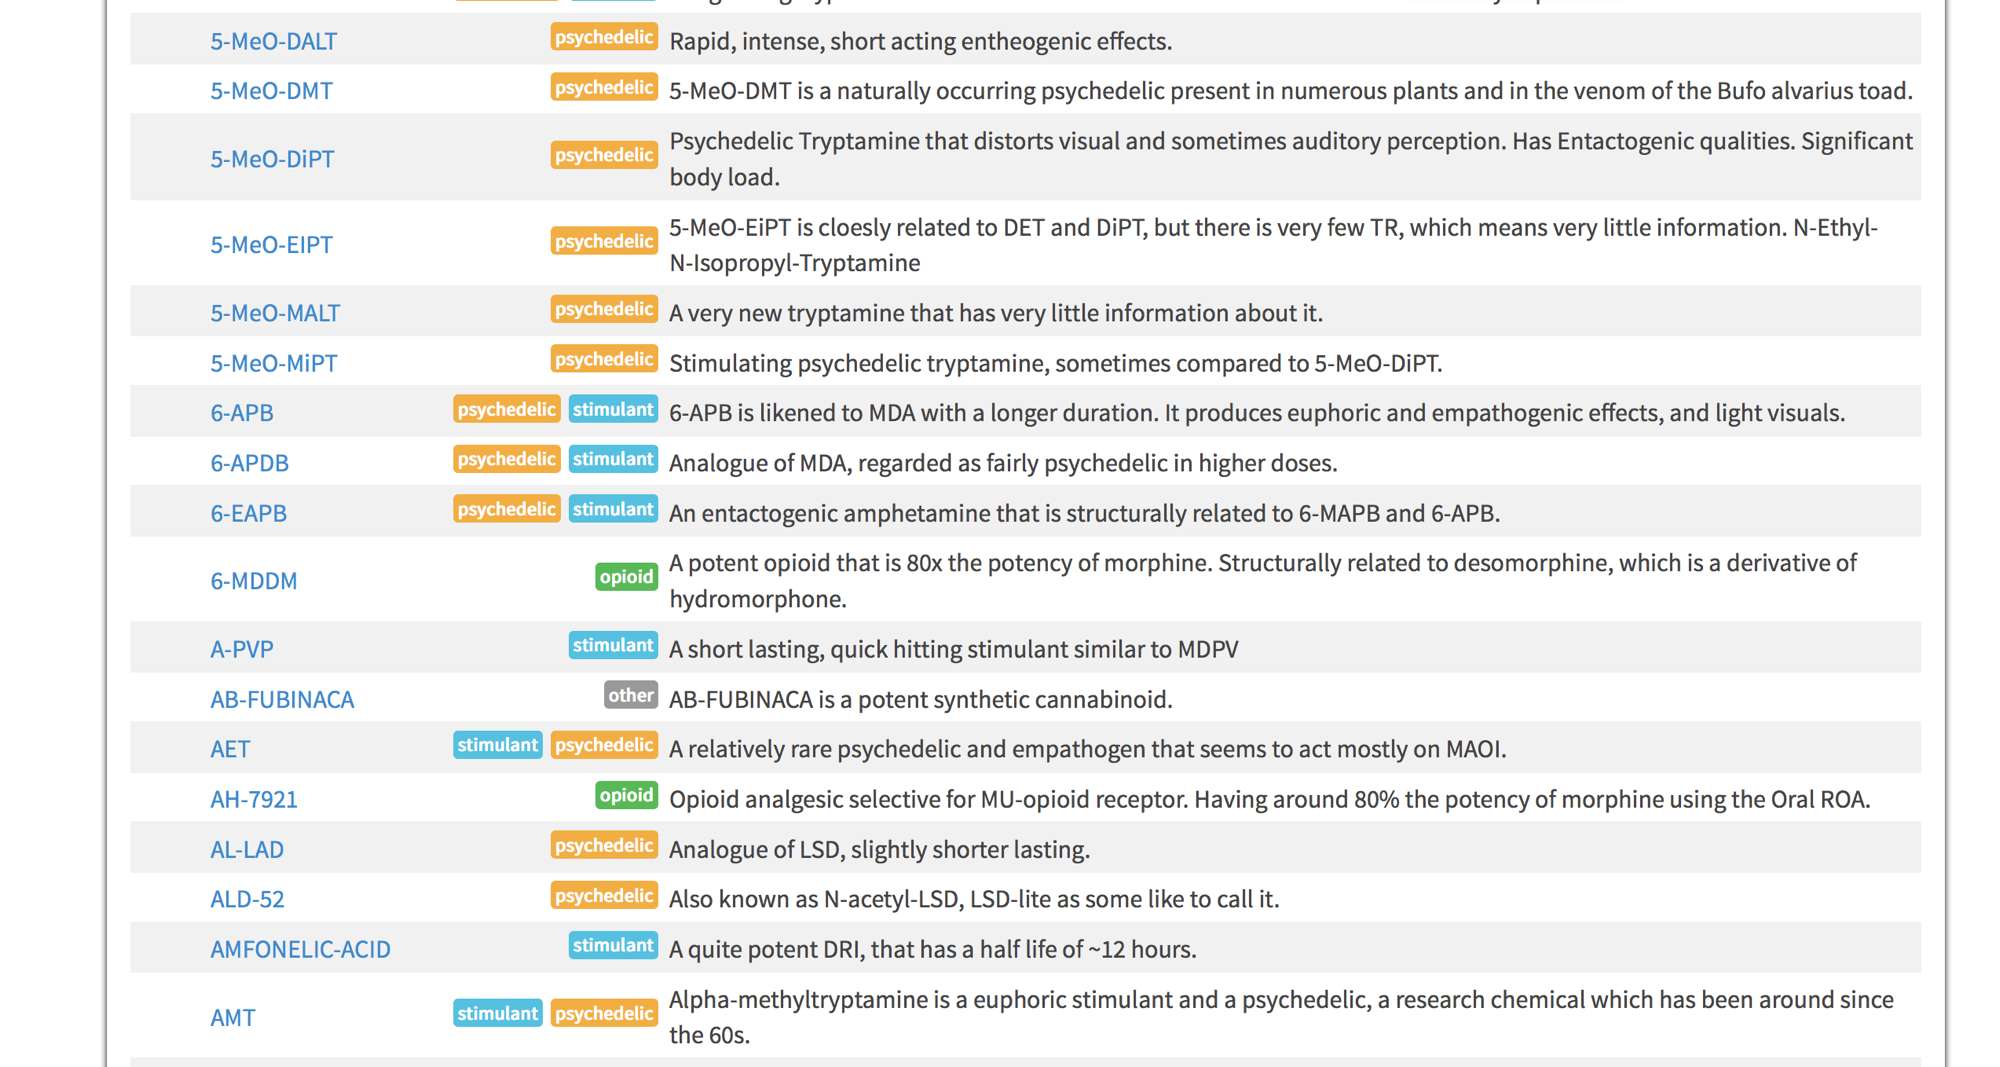 5-MeO-DALT psychedelic Rapid, intense, short acting entheogenic effects.
5-MeO-DMT psychedelic 5-MeO-DMT is a naturally occurring psychedelic present in numerous plants and in the venom of the Bufo alvarius toad.
5-MeO-DiPT psychedelic Psychedelic Tryptamine that distorts visual and sometimes auditory perception. Has Entactogenic qualities. Significant
body load.
5-MeO-EIPT psychedelic 5-MeO-EiPT is cloesly related to DET and DiPT, but there is very few TR, which means very little information. N-Ethyl-
N-Isopropyl-Tryptamine
5-MeO-MALT psychedelic A very new tryptamine that has very little information about it.
5-MeO-MiPT psychedelic Stimulating psychedelic tryptamine, sometimes compared to 5-MeO-DiPT.
6-APB psychedelic stimulant 6-APB is likened to MDA with a longer duration. It produces euphoric and empathogenic effects, and light visuals.
6-APDB psychedelic stimulant Analogue of MDA, regarded as fairly psychedelic in higher doses.
6-EAPB psychedelic stimulant An entactogenic amphetamine that is structurally related to 6-MAPB and 6-APB.
6-MDDM opioid A potent opioid that is 80x the potency of morphine. Structurally related to desomorphine, which is a derivative of
hydromorphone.
A-PVP stimulant A short lasting, quick hitting stimulant similar to MDPV
AB-FUBINACA other AB-FUBINACA is a potent synthetic cannabinoid.
AET stimulant psychedelic A relatively rare psychedelic and empathogen that seems to act mostly on MAOI.
AH-7921 opioid Opioid analgesic selective for MU-opioid receptor. Having around 80% the potency of morphine using the Oral ROA.
AL-LAD psychedelic Analogue of LSD, slightly shorter lasting.
ALD-52 psychedelic Also known as N-acetyl-LSD, LSD-lite as some like to call it.
AMFONELIC-ACID stimulant A quite potent DRI, that has a half life of ~12 hours.
AMT stimulant psychedelic Alpha-methyltryptamine is a euphoric stimulant and a psychedelic, a research chemical which has been around since
the 60s.